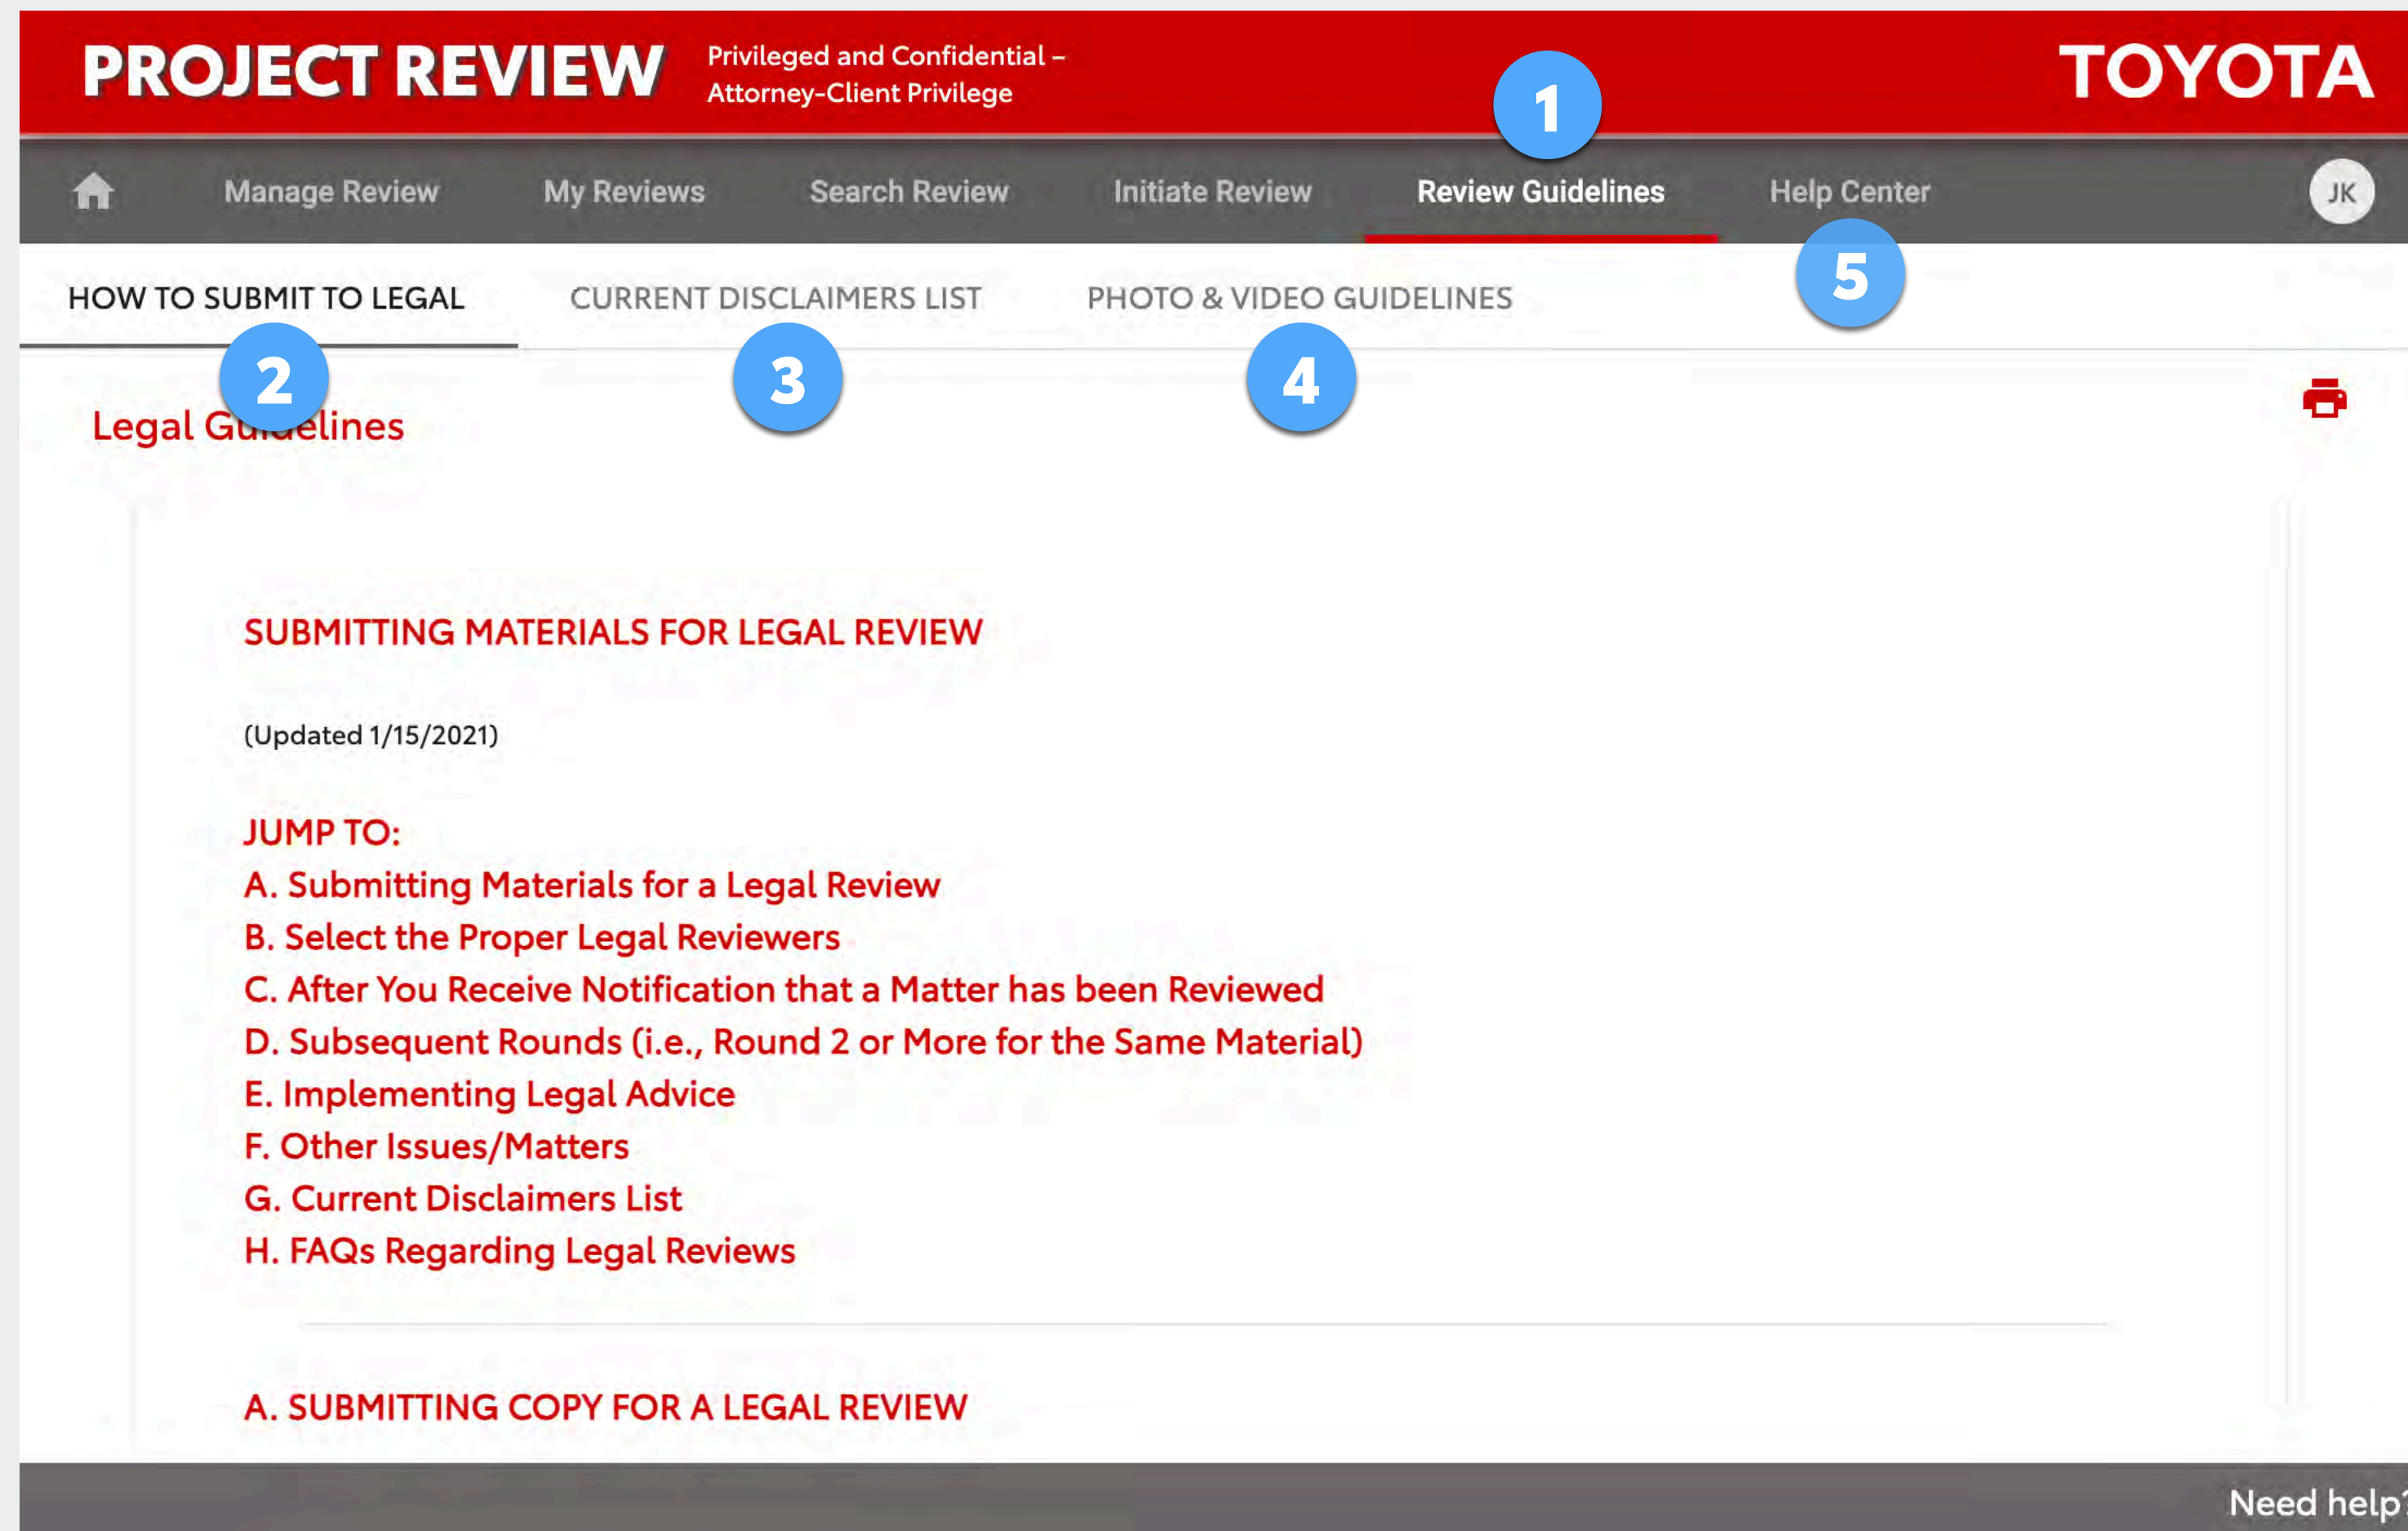 PROJECT REVIEW
Privileged and Confidential –
Attorney-Client Privilege
TOYOTA
1
Manage Review
My Reviews
Search Review
Initiate Review
Review Guidelines
Help Center
JK
HOW TO SUBMIT TO LEGAL
CURRENT DISCLAIMERS LIST
PHOTO & VIDEO GUIDELINES
5
2
3
4
Legal Guidelines
SUBMITTING MATERIALS FOR LEGAL REVIEW
(Updated 1/15/2021)
JUMP TO:
A. Submitting Materials for a Legal Review
B. Select the Proper Legal Reviewers
C. After You Receive Notification that a Matter has been Reviewed
D. Subsequent Rounds (i.e., Round 2 or More for the Same Material)
E. Implementing Legal Advice
F. Other Issues/Matters
G. Current Disclaimers List
H. FAQs Regarding Legal Reviews
A. SUBMITTING COPY FOR A LEGAL REVIEW
Need help?